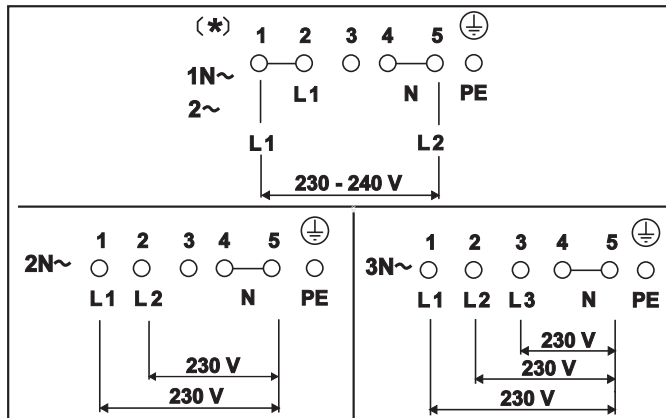 (*) 1 2 3 4 5
1N~ L1 N PE
2~
L1 L2
230 - 240 V
1 2 3 4 5
2N~
L1 L2 N PE
230 V
230 V
1 2 3 4 5
3N~
L1 L2 L3 N PE
230 V
230 V
230 V